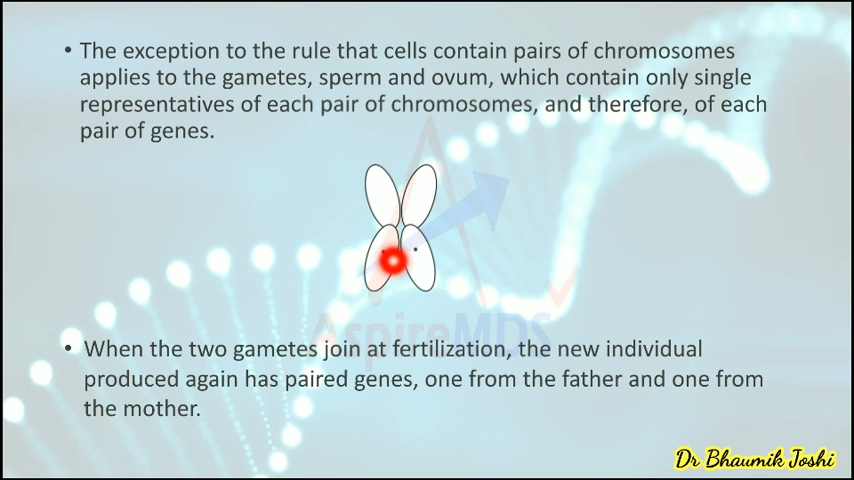 • The exception to the rule that cells contain pairs of chromosomes
applies to the gametes, sperm and ovum, which contain only single
representatives of each pair of chromosomes, and therefore, of each
pair of genes.
AspireMDS
• When the two gametes join at fertilization, the new individual
produced again has paired genes, one from the father and one from
the mother.
Dr Bhaumik Joshi